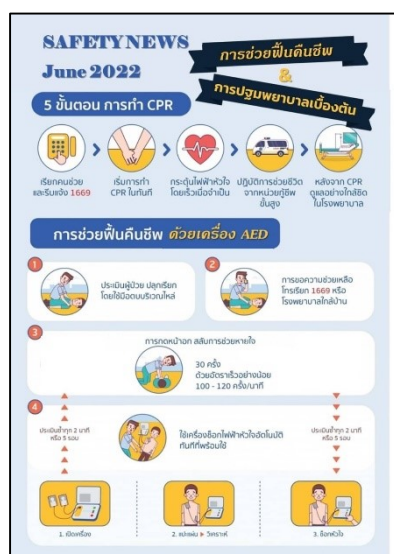 SAFETY NEWS
June 2022
การช่วยฟื้นคืนชีพ
&
การปฐมพยาบาลเบื้องต้น
5 ขั้นตอน การทำ CPR
เรียกคนช่วย
และรีบแจ้ง 1669
เริ่มการทำ
CPR ในทันที
กระตุ้นไฟฟ้าหัวใจ
โดยเร็วเมื่อจำเป็น
ปฏิบัติการช่วยชีวิต
จากหน่วยกู้ชีพ
ขั้นสูง
หลังจาก CPR
ดูแลอย่างใกล้ชิด
ในโรงพยาบาล
การช่วยฟื้นคืนชีพ ด้วยเครื่อง AED
1
ประเมินผู้ป่วย ปลุกเรียก
โดยใช้มือตบบริเวณไหล่
2
การขอความช่วยเหลือ
โทรเรียก 1669 หรือ
โรงพยาบาลใกล้บ้าน
3
การกดหน้าอก สลับการช่วยหายใจ
30 ครั้ง
ด้วยอัตราเร็วอย่างน้อย
100 - 120 ครั้ง/นาที
4
ประเมินซ้ำทุก 2 นาที
หรือ 5 รอบ
ใช้เครื่องช็อกไฟฟ้าหัวใจอัตโนมัติ
ทันทีที่พร้อมใช้
ประเมินซ้ำทุก 2 นาที
หรือ 5 รอบ
1. เปิดเครื่อง
2. แปะแผ่น ▶ วิเคราะห์
3. ช็อกหัวใจ